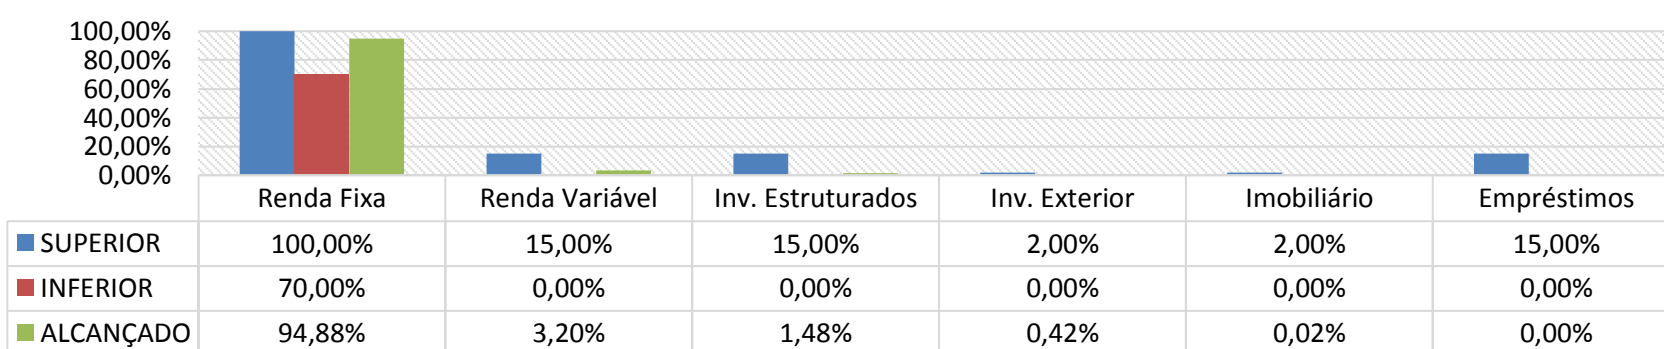 100,00%
80,00%
60,00%
40,00%
20,00%
0,00%
Renda Fixa Renda Variável Inv. Estruturados Inv. Exterior Imobiliário Empréstimos
SUPERIOR 100,00% 15,00% 15,00% 2,00% 2,00% 15,00%
INFERIOR 70,00% 0,00% 0,00% 0,00% 0,00% 0,00%
ALCANÇADO 94,88% 3,20% 1,48% 0,42% 0,02% 0,00%